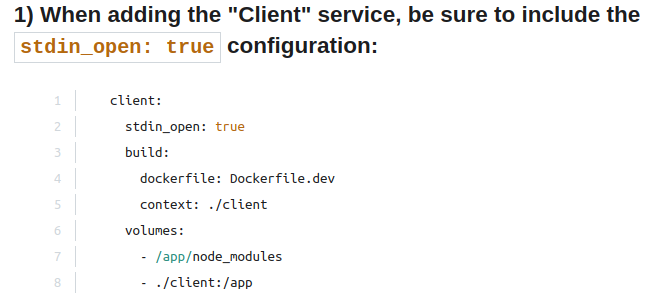 1) When adding the "Client" service, be sure to include the
stdin_open: true configuration:
1 client:
2 stdin_open: true
3 build:
4 dockerfile: Dockerfile.dev
5 context: ./client
6 volumes:
7 - /app/node_modules
8 - ./client:/app